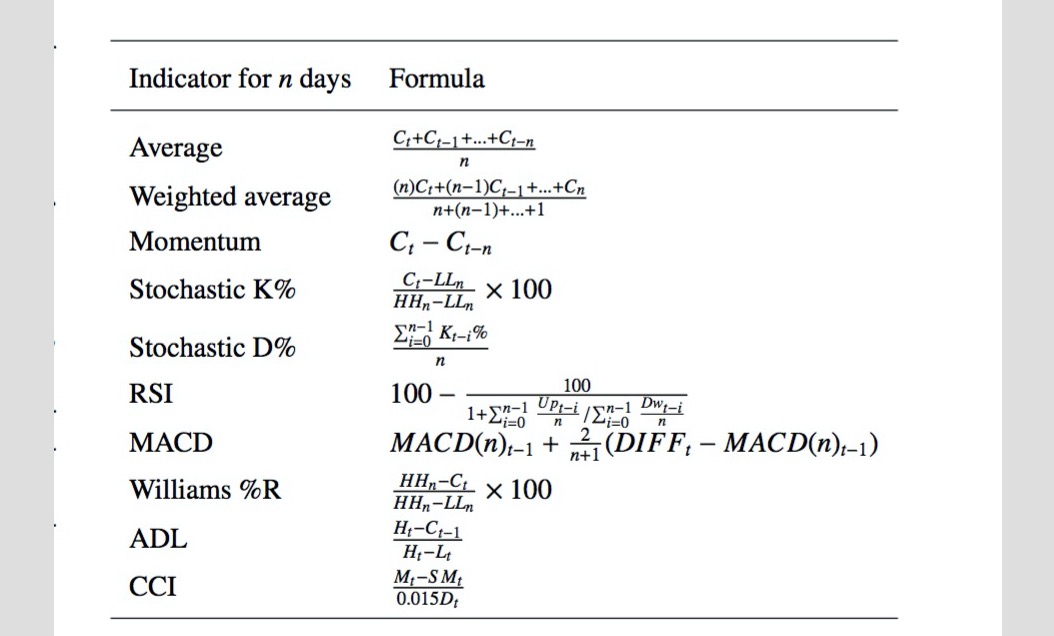 Indicator for n days Formula
Average \frac{C_t+C_{t-1}+...+C_{t-n}}{n}
Weighted average \frac{(n)C_t+(n-1)C_{t-1}+...+C_n}{n+(n-1)+...+1}
Momentum C_t - C_{t-n}
Stochastic K% \frac{C_t-LL_n}{HH_n-LL_n} × 100
Stochastic D% \frac{\sum_{i=0}^{n-1} K_{t-i}%}{n}
RSI 100 - \frac{100}{1+\sum_{i=0}^{n-1} \frac{Up_{t-i}}{n} / \sum_{i=0}^{n-1} \frac{Dw_{t-i}}{n}}
MACD MACD(n)_{t-1} + \frac{2}{n+1}(DIFF_t - MACD(n)_{t-1})
Williams %R \frac{HH_n-C_t}{HH_n-LL_n} × 100
ADL \frac{H_t-C_{t-1}}{H_t-L_t}
CCI \frac{M_t-SM_t}{0.015D_t}